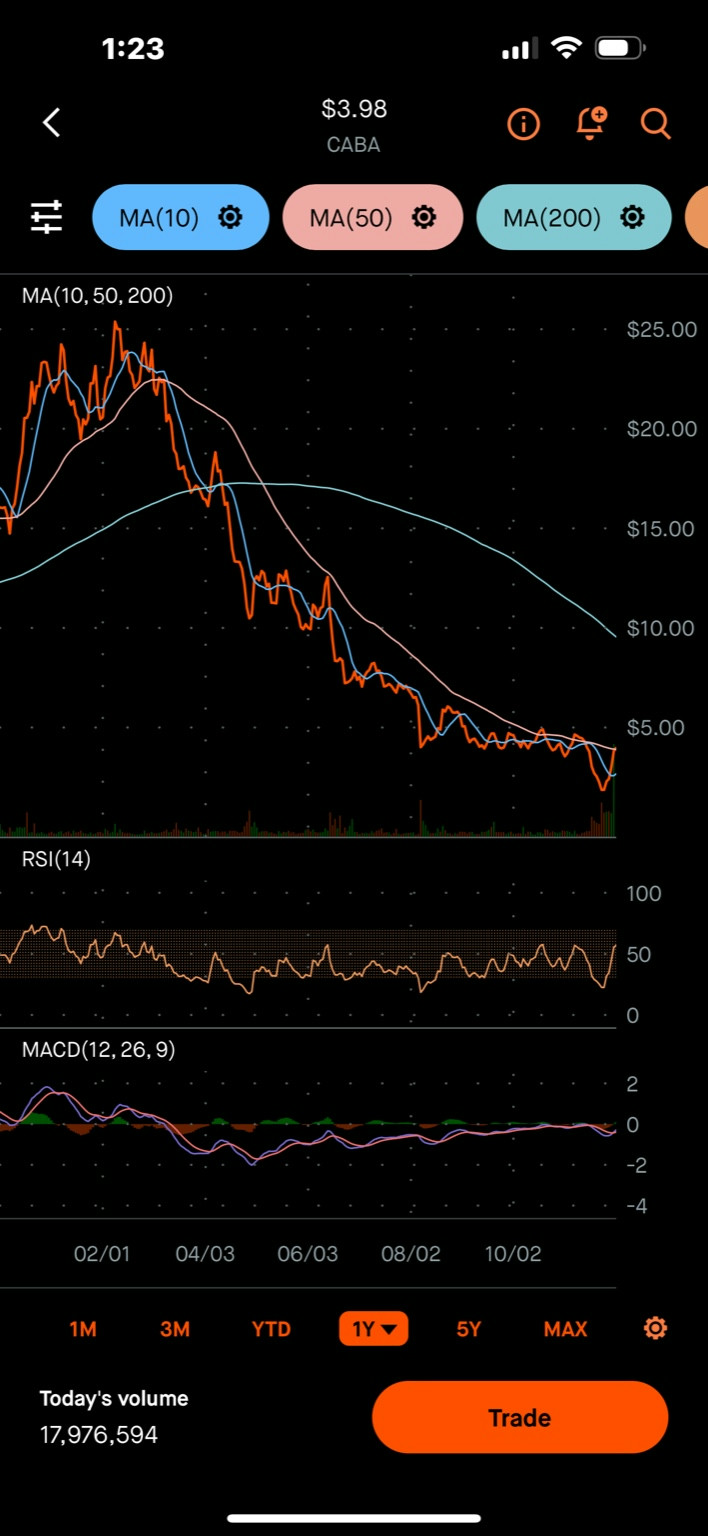 1:23
$3.98
CABA
MA(10)
MA(50)
MA(200)
MA(10,50,200)
$25.00
$20.00
$15.00
$10.00
$5.00
RSI(14)
100
50
0
MACD(12,26,9)
2
0
-2
-4
02/01 04/03 06/03 08/02 10/02
1M 3M YTD 1Y 5Y MAX
Today's volume
17,976,594
Trade